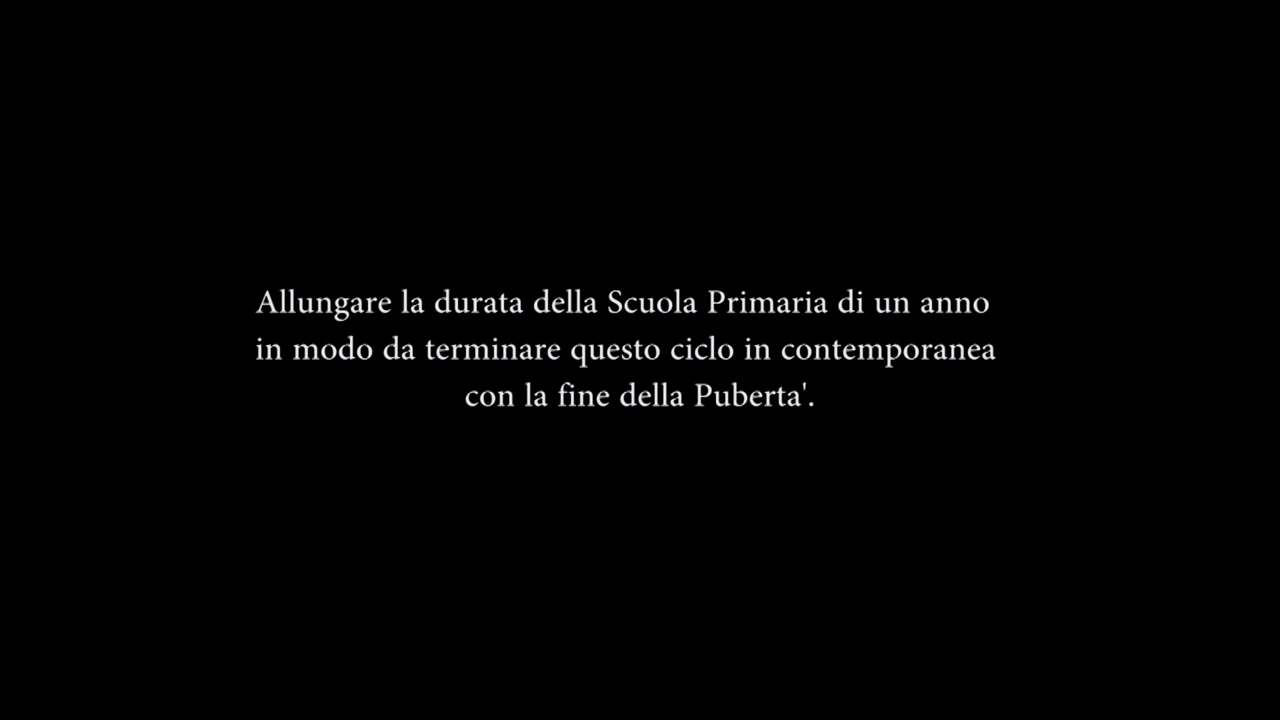 Allungare la durata della Scuola Primaria di un anno
in modo da terminare questo ciclo in contemporanea
con la fine della Puberta'.